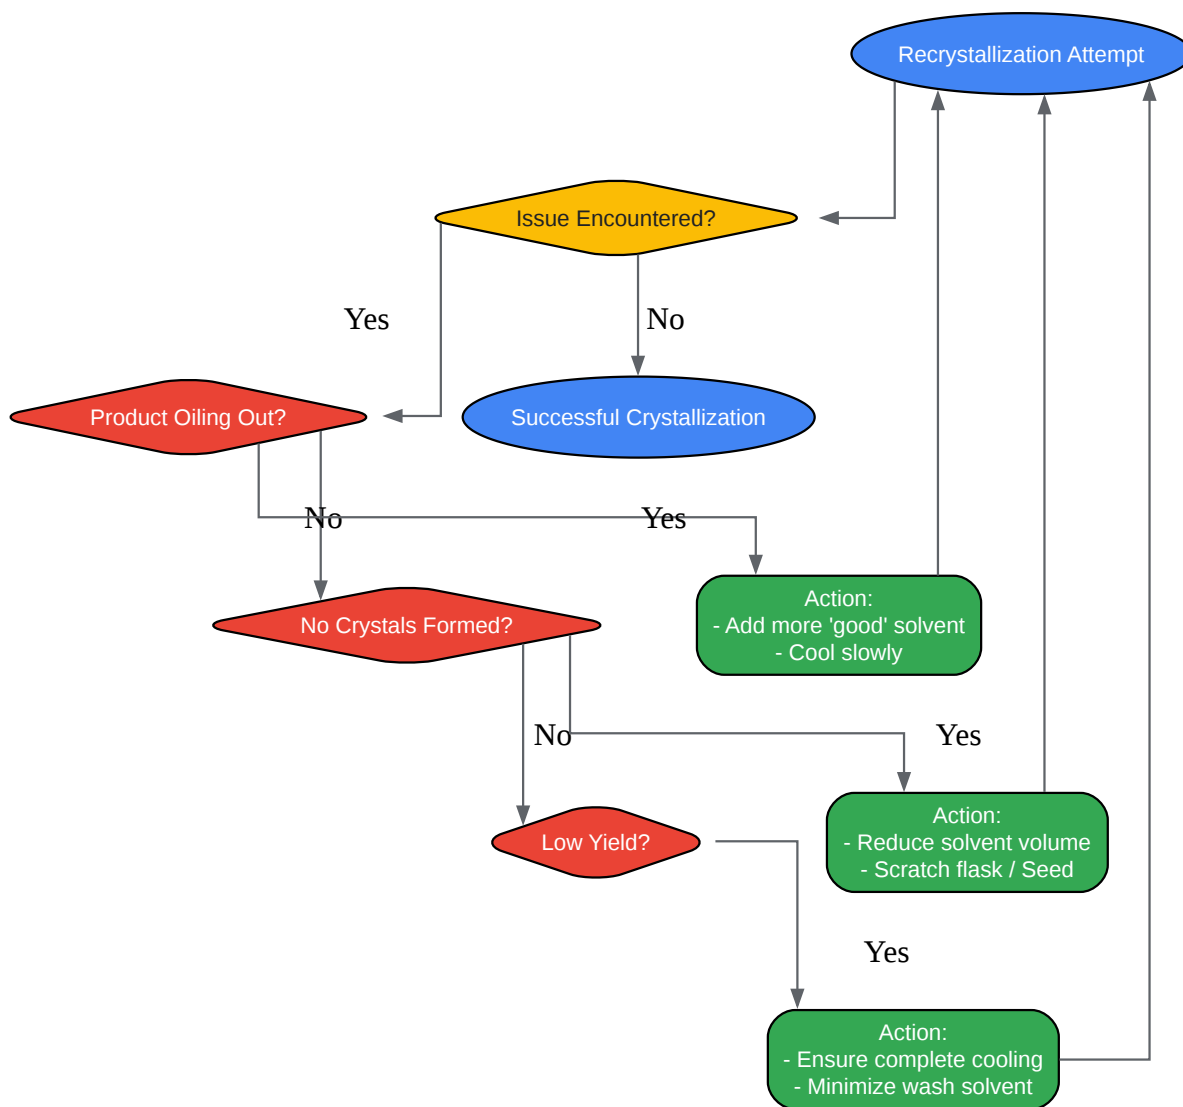 Recrystallization Attempt
Issue Encountered?
Yes
No
Product Oiling Out?
Successful Crystallization
No
Yes
Action:
- Add more 'good' solvent
- Cool slowly
No Crystals Formed?
No
Yes
Action:
- Reduce solvent volume
- Scratch flask / Seed
Low Yield?
Yes
Action:
- Ensure complete cooling
- Minimize wash solvent